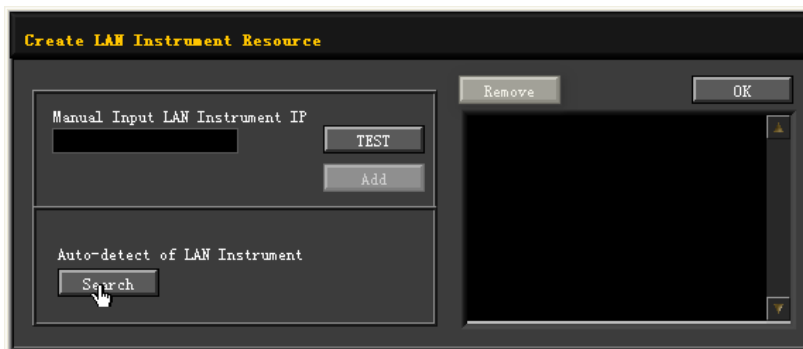 Create LAN Instrument Resource
Remove
OK
Manual Input LAN Instrument IP
TEST
Add
Auto-detect of LAN Instrument
Search